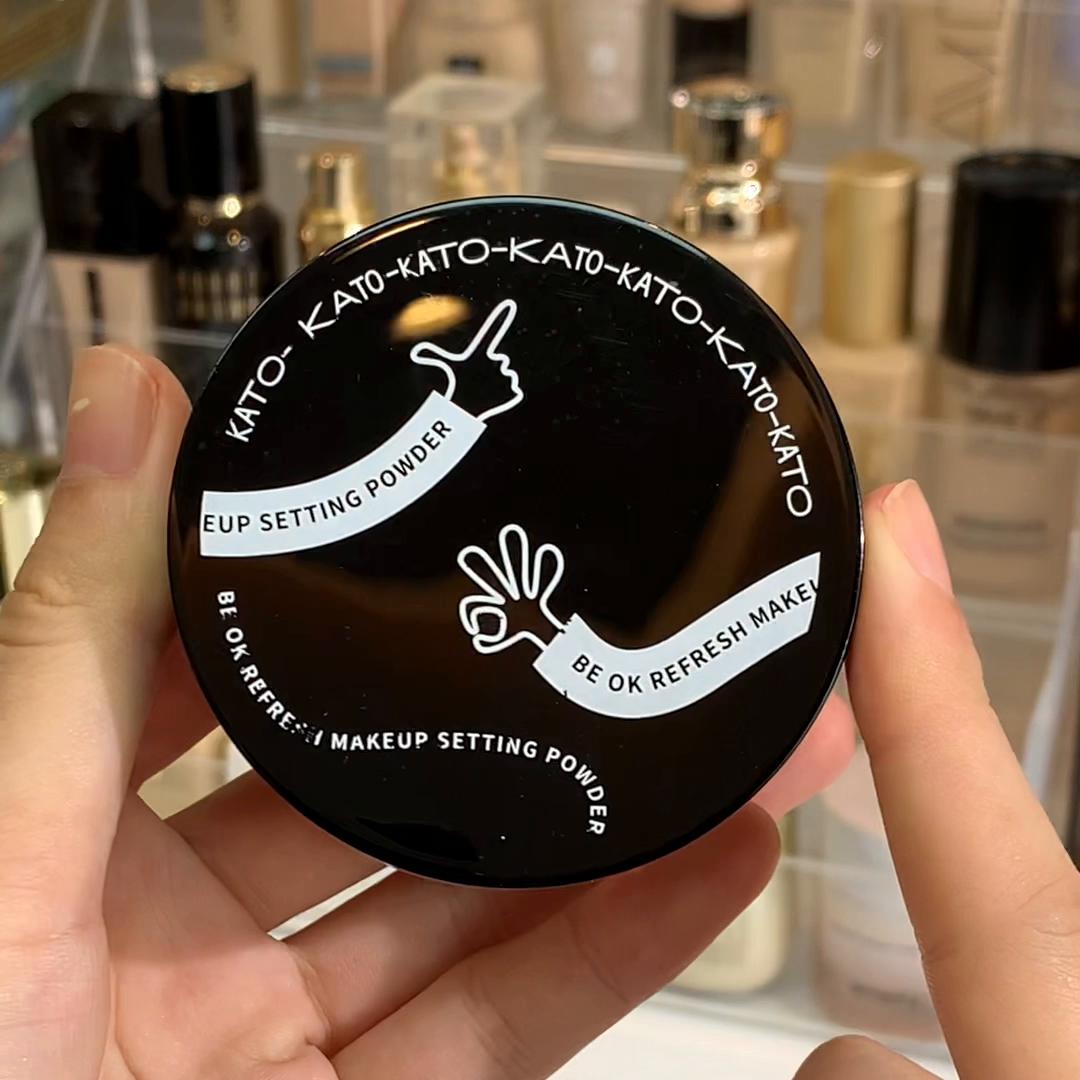 KATO- KATO-KATO-KATO-KATO-KATO-KATO
EUP SETTING POWDER
BE OK REFRESH MAKEU
BE OK REFRESH MAKEUP SETTING POWDER